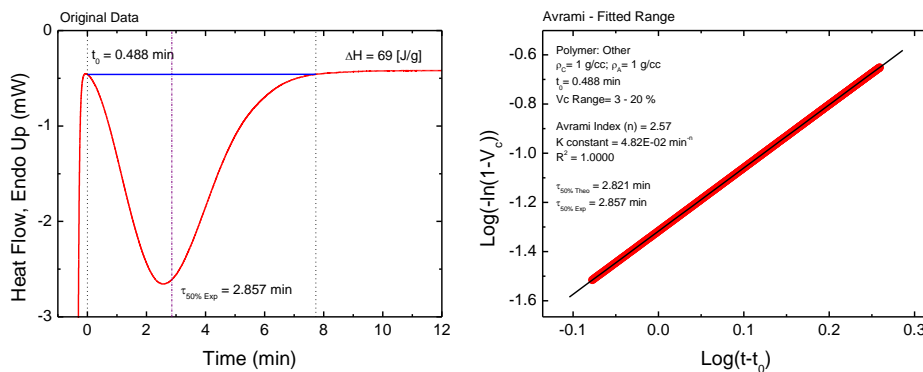 Original Data
t₀ = 0.488 min
ΔH = 69 [J/g]
τ₅₀% Exp = 2.857 min
Heat Flow, Endo Up (mW)
0
-1
-2
-3
0 2 4 6 8 10 12
Time (min)
Avrami - Fitted Range
Polymer: Other
ρC= 1 g/cc; ρA= 1 g/cc
t₀= 0.488 min
Vc Range= 3 - 20 %
Avrami Index (n) = 2.57
K constant = 4.82E-02 min⁻ⁿ
R² = 1.0000
τ₅₀% Theo = 2.821 min
τ₅₀% Exp = 2.857 min
Log(-ln(1-Vc))
-0.6
-0.8
-1.0
-1.2
-1.4
-1.6
-0.1 0.0 0.1 0.2 0.3
Log(t-t₀)